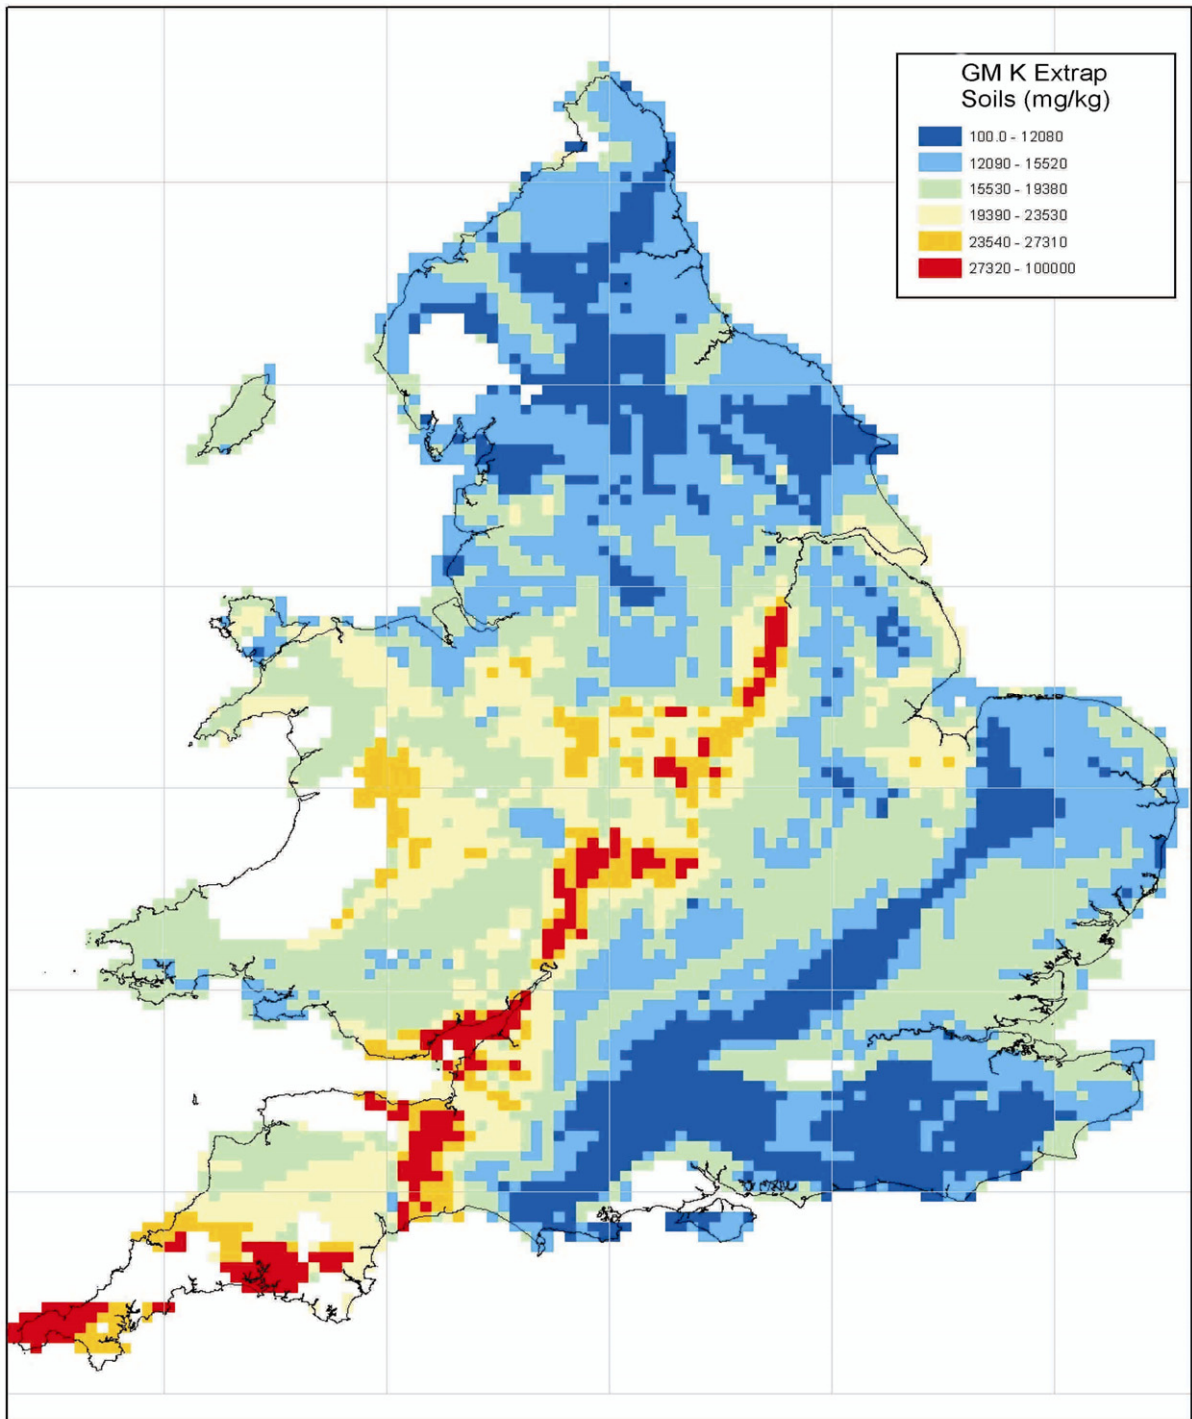 GM K Extrap
Soils (mg/kg)
100.0 - 12080
12090 - 15520
15530 - 19380
19390 - 23530
23540 - 27310
27320 - 100000